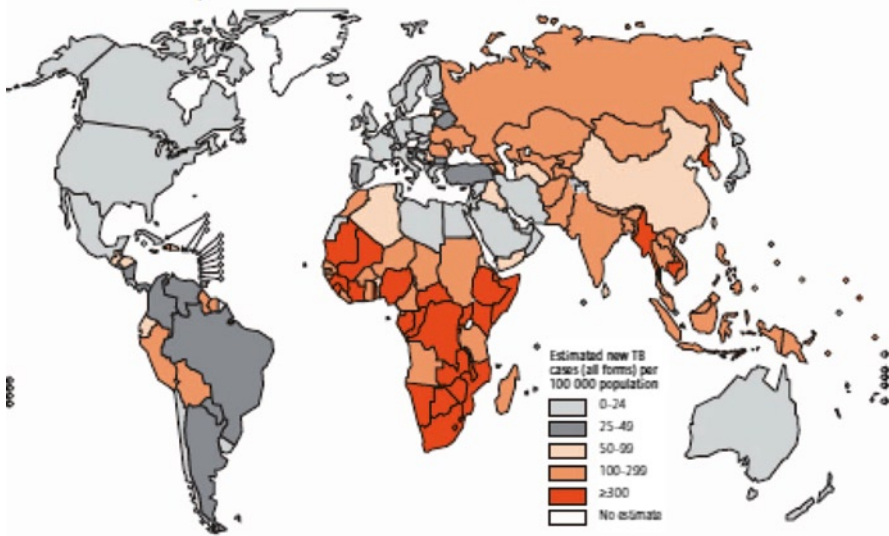 Estimated new TB
cases (all forms) per
100 000 population
0-24
25-49
50-99
100-299
≥300
No estimate